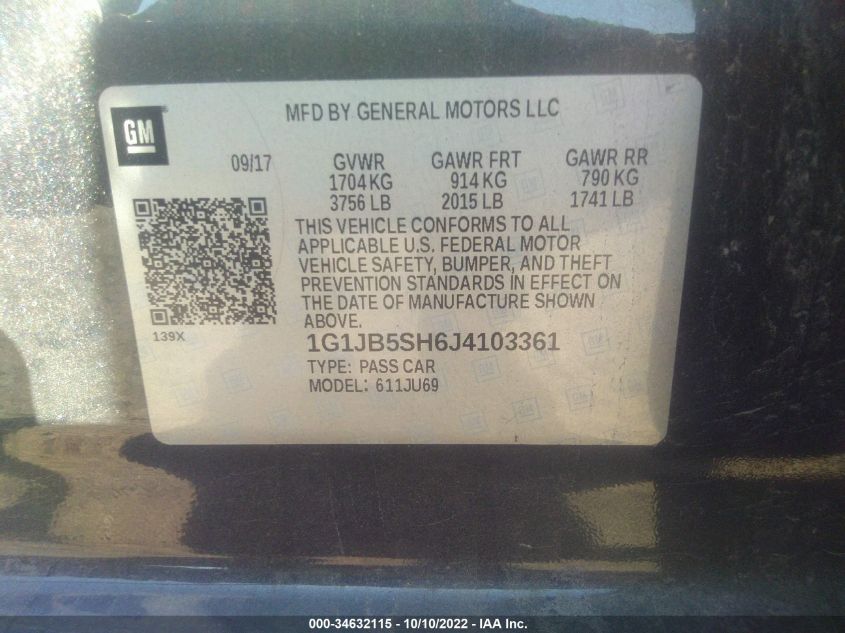 GM
MFD BY GENERAL MOTORS LLC
09/17 GVWR GAWR FRT GAWR RR
1704 KG 914 KG 790 KG
3756 LB 2015 LB 1741 LB
THIS VEHICLE CONFORMS TO ALL
APPLICABLE U.S. FEDERAL MOTOR
VEHICLE SAFETY, BUMPER, AND THEFT
PREVENTION STANDARDS IN EFFECT ON
THE DATE OF MANUFACTURE SHOWN
ABOVE.
139X
1G1JB5SH6J4103361
TYPE: PASS CAR
MODEL: 611JU69
000-34632115 - 10/10/2022 - IAA Inc.